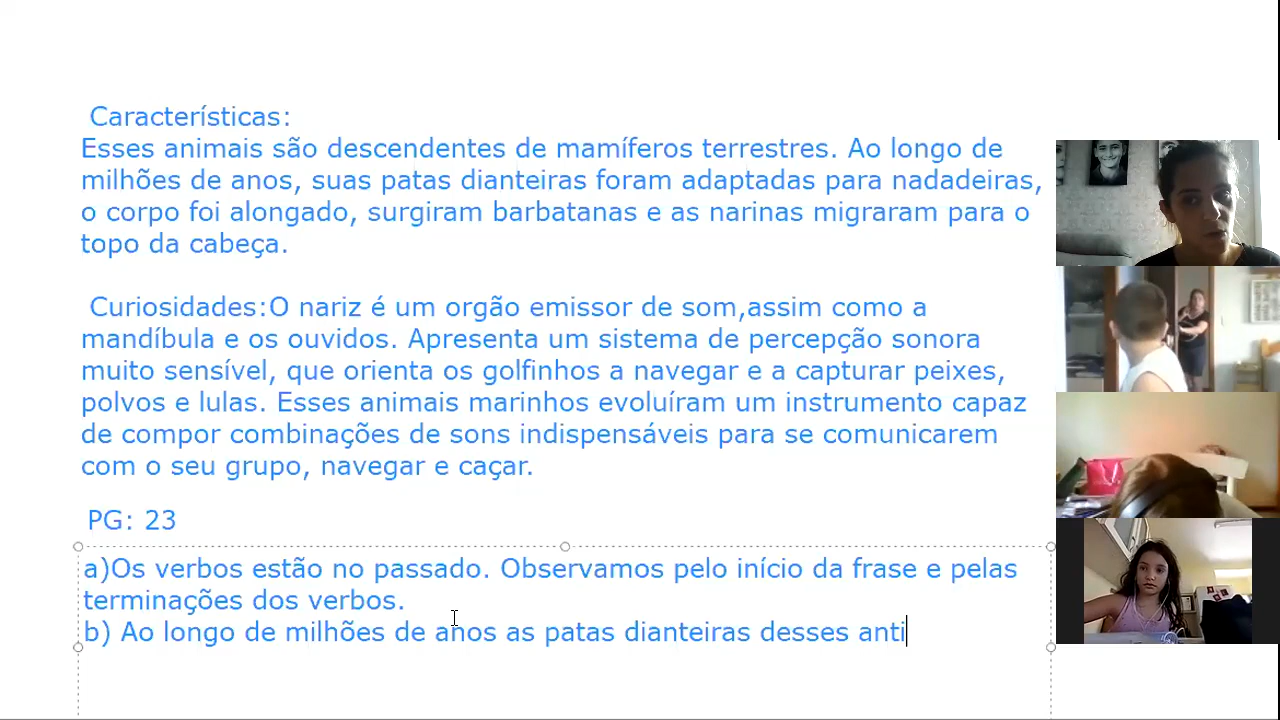 Características:
Esses animais são descendentes de mamíferos terrestres. Ao longo de
milhões de anos, suas patas dianteiras foram adaptadas para nadadeiras,
o corpo foi alongado, surgiram barbatanas e as narinas migraram para o
topo da cabeça.
Curiosidades:O nariz é um orgão emissor de som,assim como a
mandíbula e os ouvidos. Apresenta um sistema de percepção sonora
muito sensível, que orienta os golfinhos a navegar e a capturar peixes,
polvos e lulas. Esses animais marinhos evoluíram um instrumento capaz
de compor combinações de sons indispensáveis para se comunicarem
com o seu grupo, navegar e caçar.
PG: 23
a)Os verbos estão no passado. Observamos pelo início da frase e pelas
terminações dos verbos.
b) Ao longo de milhões de anos as patas dianteiras desses anti